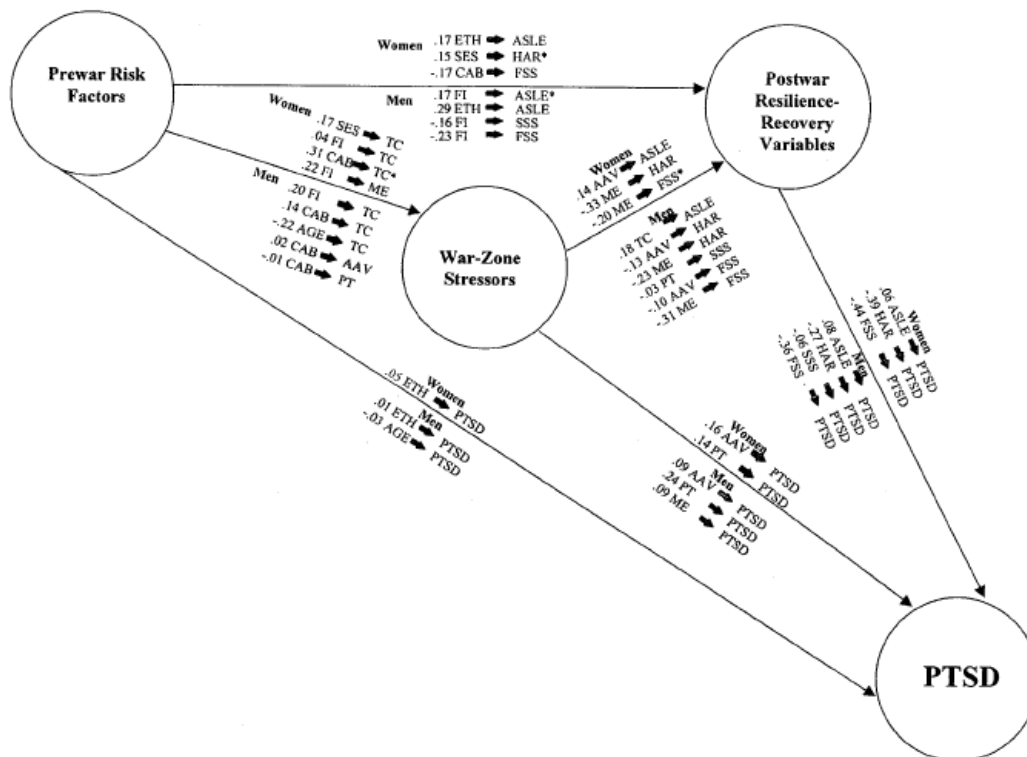 Prewar Risk
Factors
Women
.17 ETH ➡ ASLE
.15 SES ➡ HAR*
-.17 CAB ➡ FSS
Men
.17 FI ➡ ASLE*
.29 ETH ➡ ASLE
-.16 FI ➡ SSS
-.23 FI ➡ FSS
Postwar
Resilience-
Recovery
Variables
Women
.17 SES ➡ TC
.04 FI ➡ TC
.31 CAB ➡ TC*
.22 FI ➡ ME
Men
.20 FI ➡ TC
.14 CAB ➡ TC
-.22 AGE ➡ TC
.02 CAB ➡ AAV
-.01 CAB ➡ PT
War-Zone
Stressors
Women
.14 AAV ➡ ASLE
-.33 ME ➡ HAR
-.20 ME ➡ FSS*
Men
.18 TC ➡ ASLE
-.13 AAV ➡ HAR
-.23 ME ➡ HAR
-.03 PT ➡ SSS
-.10 AAV ➡ FSS
-.31 ME ➡ FSS
Women
.06 ASLE ➡ PTSD
-.39 HAR ➡ PTSD
-.44 FSS ➡ PTSD
Men
.08 ASLE ➡ PTSD
-.27 HAR ➡ PTSD
-.06 SSS ➡ PTSD
-.36 FSS ➡ PTSD
Women
.05 ETH ➡ PTSD
Men
.01 ETH ➡ PTSD
-.03 AGE ➡ PTSD
Women
.16 AAV ➡ PTSD
.14 PT ➡ PTSD
Men
.09 AAV ➡ PTSD
.24 PT ➡ PTSD
.09 ME ➡ PTSD
PTSD